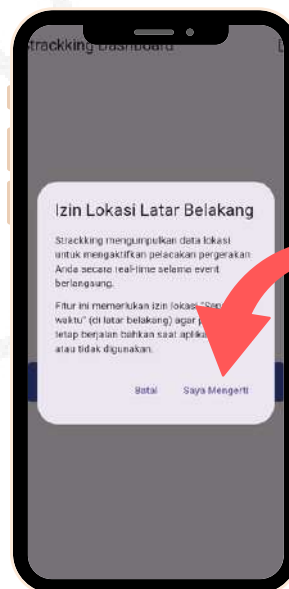 Strackking Dashboard
Izin Lokasi Latar Belakang
Strackking mengumpulkan data lokasi
untuk mengaktifkan pelacakan pergerakan
Anda secara real-time selama event
berlangsung.
Fitur ini memerlukan izin lokasi
waktu" (di latar belakang) agar
tetap berjalan bahkan saat
atau tidak digunakan.
Batal Saya Mengerti